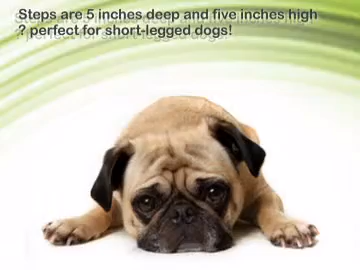 Steps are 5 inches deep and five inches high
? perfect for short-legged dogs!